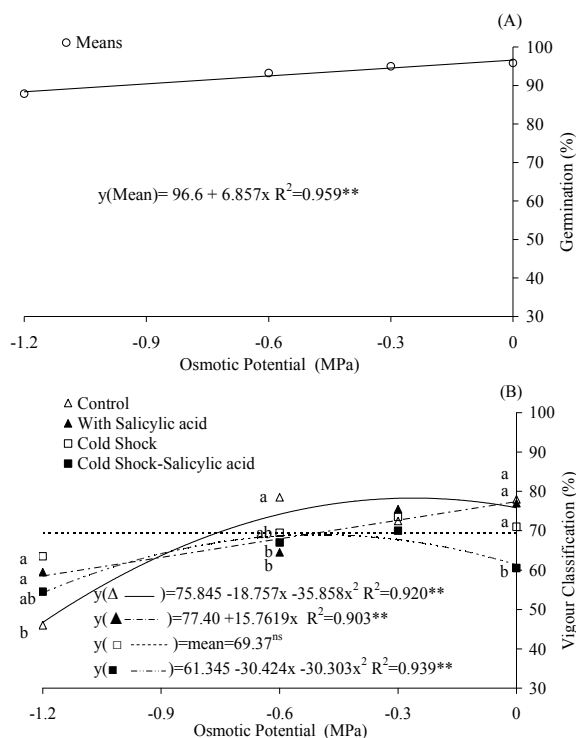 (A)
○ Means
100
90
80
70
60
50
40
30
Germination (%)
y(Mean)= 96.6 + 6.857x R²=0.959**
-1.2 -0.9 -0.6 -0.3 0
Osmotic Potential (MPa)
(B)
△ Control
▲ With Salicylic acid
□ Cold Shock
■ Cold Shock-Salicylic acid
100
90
80
70
60
50
40
30
Vigour Classification (%)
a
a
ab
b
a
ab
b
b
a
a
a
b
y(△ ——)=75.845 -18.757x -35.858x² R²=0.920**
y(▲ –·–·–)=77.40 +15.7619x R²=0.903**
y(□ -------)=mean=69.37ⁿˢ
y(■ –··–··–)=61.345 -30.424x -30.303x² R²=0.939**
-1.2 -0.9 -0.6 -0.3 0
Osmotic Potential (MPa)